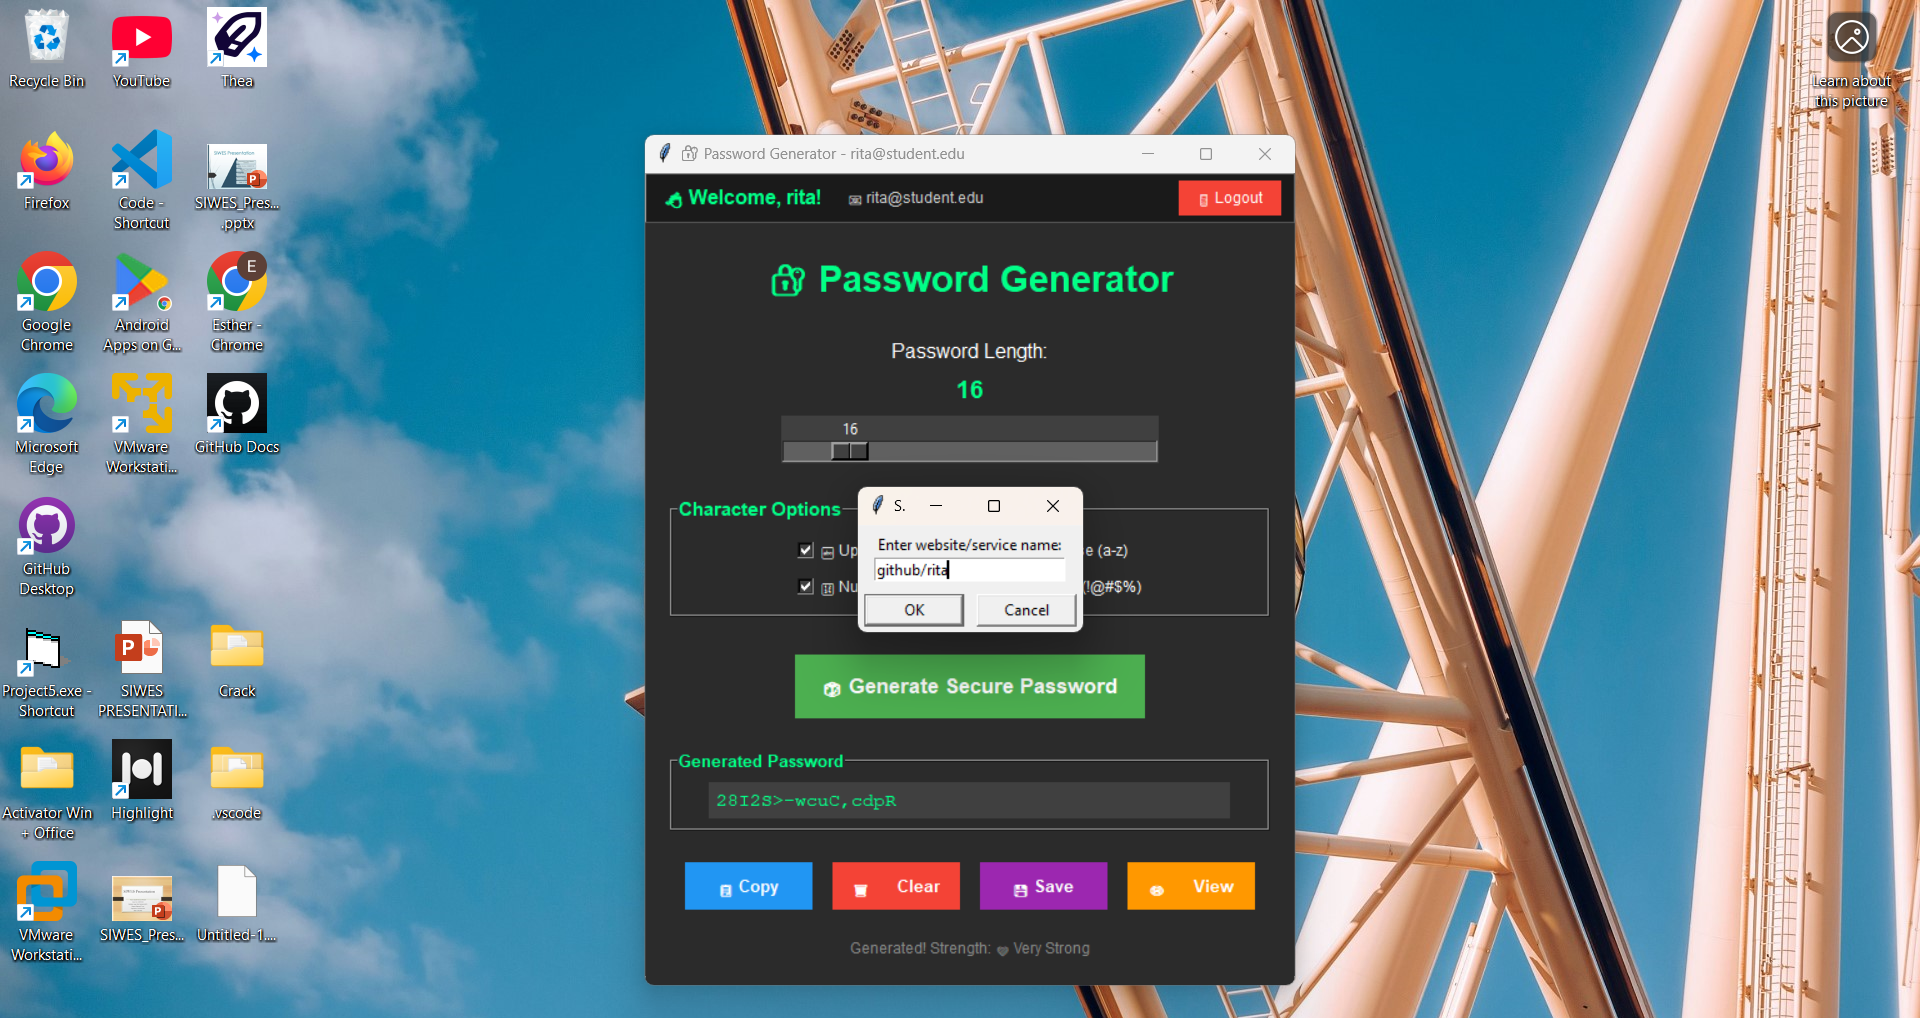 Recycle Bin
YouTube
Thea
Firefox
Code -
Shortcut
SIWES_Pres...
.pptx
Google
Chrome
Android
Apps on G...
Esther -
Chrome
Microsoft
Edge
VMware
Workstati...
GitHub Docs
GitHub
Desktop
Project5.exe -
Shortcut
SIWES
PRESENTATI...
Crack
Activator Win
+ Office
Highlight
.vscode
VMware
Workstati...
SIWES_Pres...
Untitled-1....
Learn about
this picture
Password Generator - rita@student.edu
Welcome, rita!
rita@student.edu
Logout
Password Generator
Password Length:
16
16
Character Options
Up
e (a-z)
Nu
(!@#$%)
S.
Enter website/service name:
github/rita
OK
Cancel
Generate Secure Password
Generated Password
28I2S>-wcuC,cdpR
Copy
Clear
Save
View
Generated! Strength: Very Strong